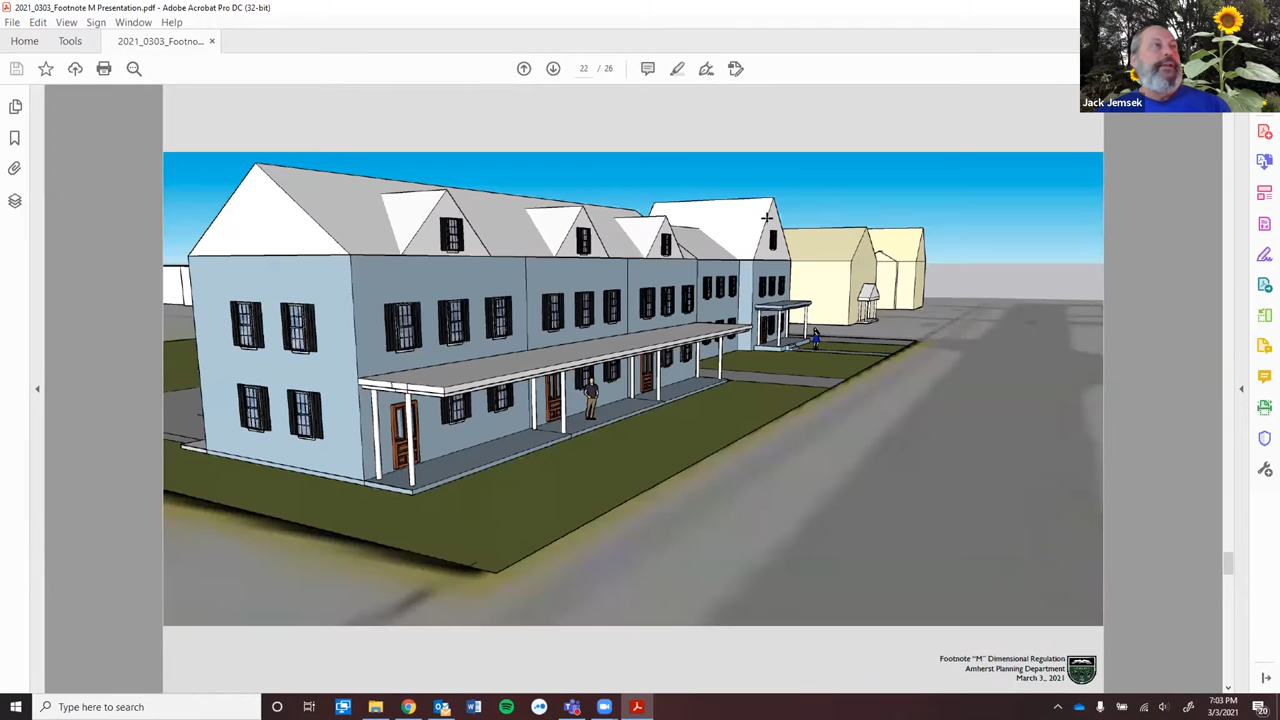 2021_0303_Footnote M Presentation.pdf - Adobe Acrobat Pro DC (32-bit)
File Edit View Sign Window Help
Home Tools 2021_0303_Footno... ×
22 / 26
Jack Jemsek
Footnote "M" Dimensional Regulation
Amherst Planning Department
March 3,, 2021
Type here to search
7:03 PM
3/3/2021
20